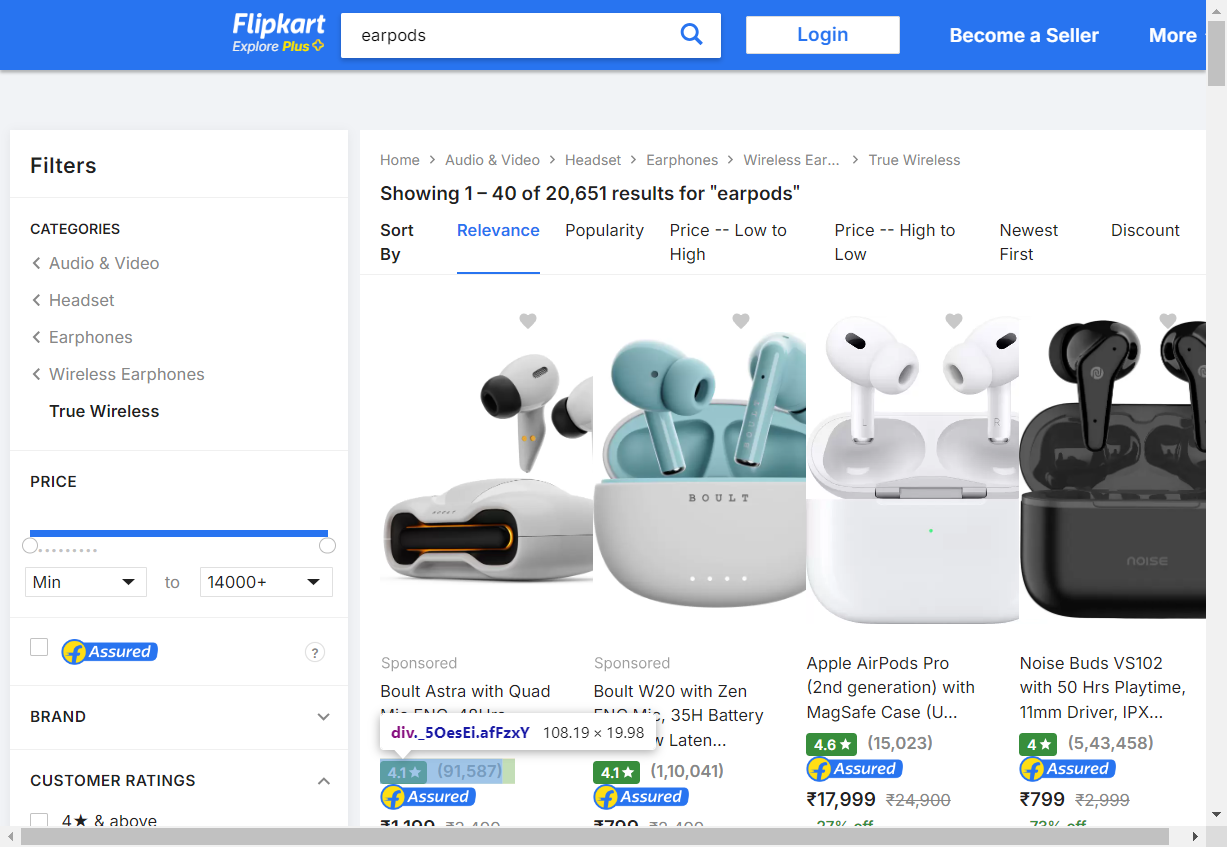 Flipkart
Explore Plus
earpods
Login
Become a Seller
More
Filters
CATEGORIES
Audio & Video
Headset
Earphones
Wireless Earphones
True Wireless
PRICE
Min
to
14000+
Assured
?
BRAND
CUSTOMER RATINGS
4★ & above
Home > Audio & Video > Headset > Earphones > Wireless Ear... > True Wireless
Showing 1 – 40 of 20,651 results for "earpods"
Sort By
Relevance
Popularity
Price -- Low to High
Price -- High to Low
Newest First
Discount
BOULT
BOULT
L
R
noise
Sponsored
Boult Astra with Quad
div._5OesEi.afFzxY 108.19 × 19.98
4.1★ (91,587)
Assured
₹1,199 ₹2,499
Sponsored
Boult W20 with Zen
ENC Mic, 35H Battery
Laten...
4.1★ (1,10,041)
Assured
₹799 ₹2,499
Apple AirPods Pro
(2nd generation) with
MagSafe Case (U...
4.6★ (15,023)
Assured
₹17,999 ₹24,900
27% off
Noise Buds VS102
with 50 Hrs Playtime,
11mm Driver, IPX...
4★ (5,43,458)
Assured
₹799 ₹2,999
73% off